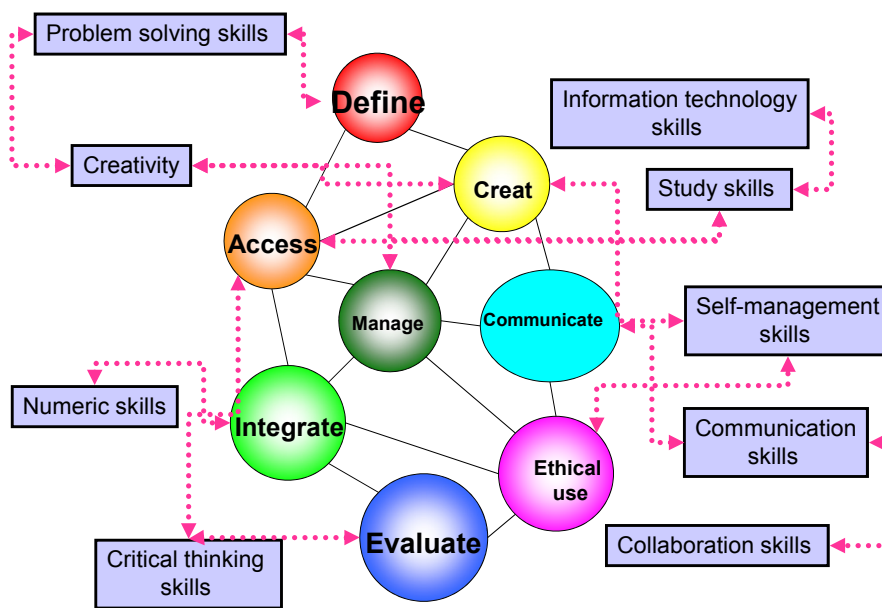 Problem solving skills
Define
Information technology
skills
Creativity
Creat
Study skills
Access
Manage
Communicate
Self-management
skills
Numeric skills
Integrate
Communication
skills
Ethical
use
Evaluate
Critical thinking
skills
Collaboration skills